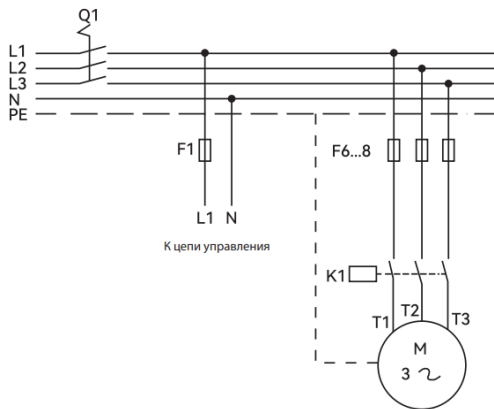 Q1
L1
L2
L3
N
PE
F1
F6...8
L1 N
К цепи управления
K1
T1
T2
T3
M
3 ~